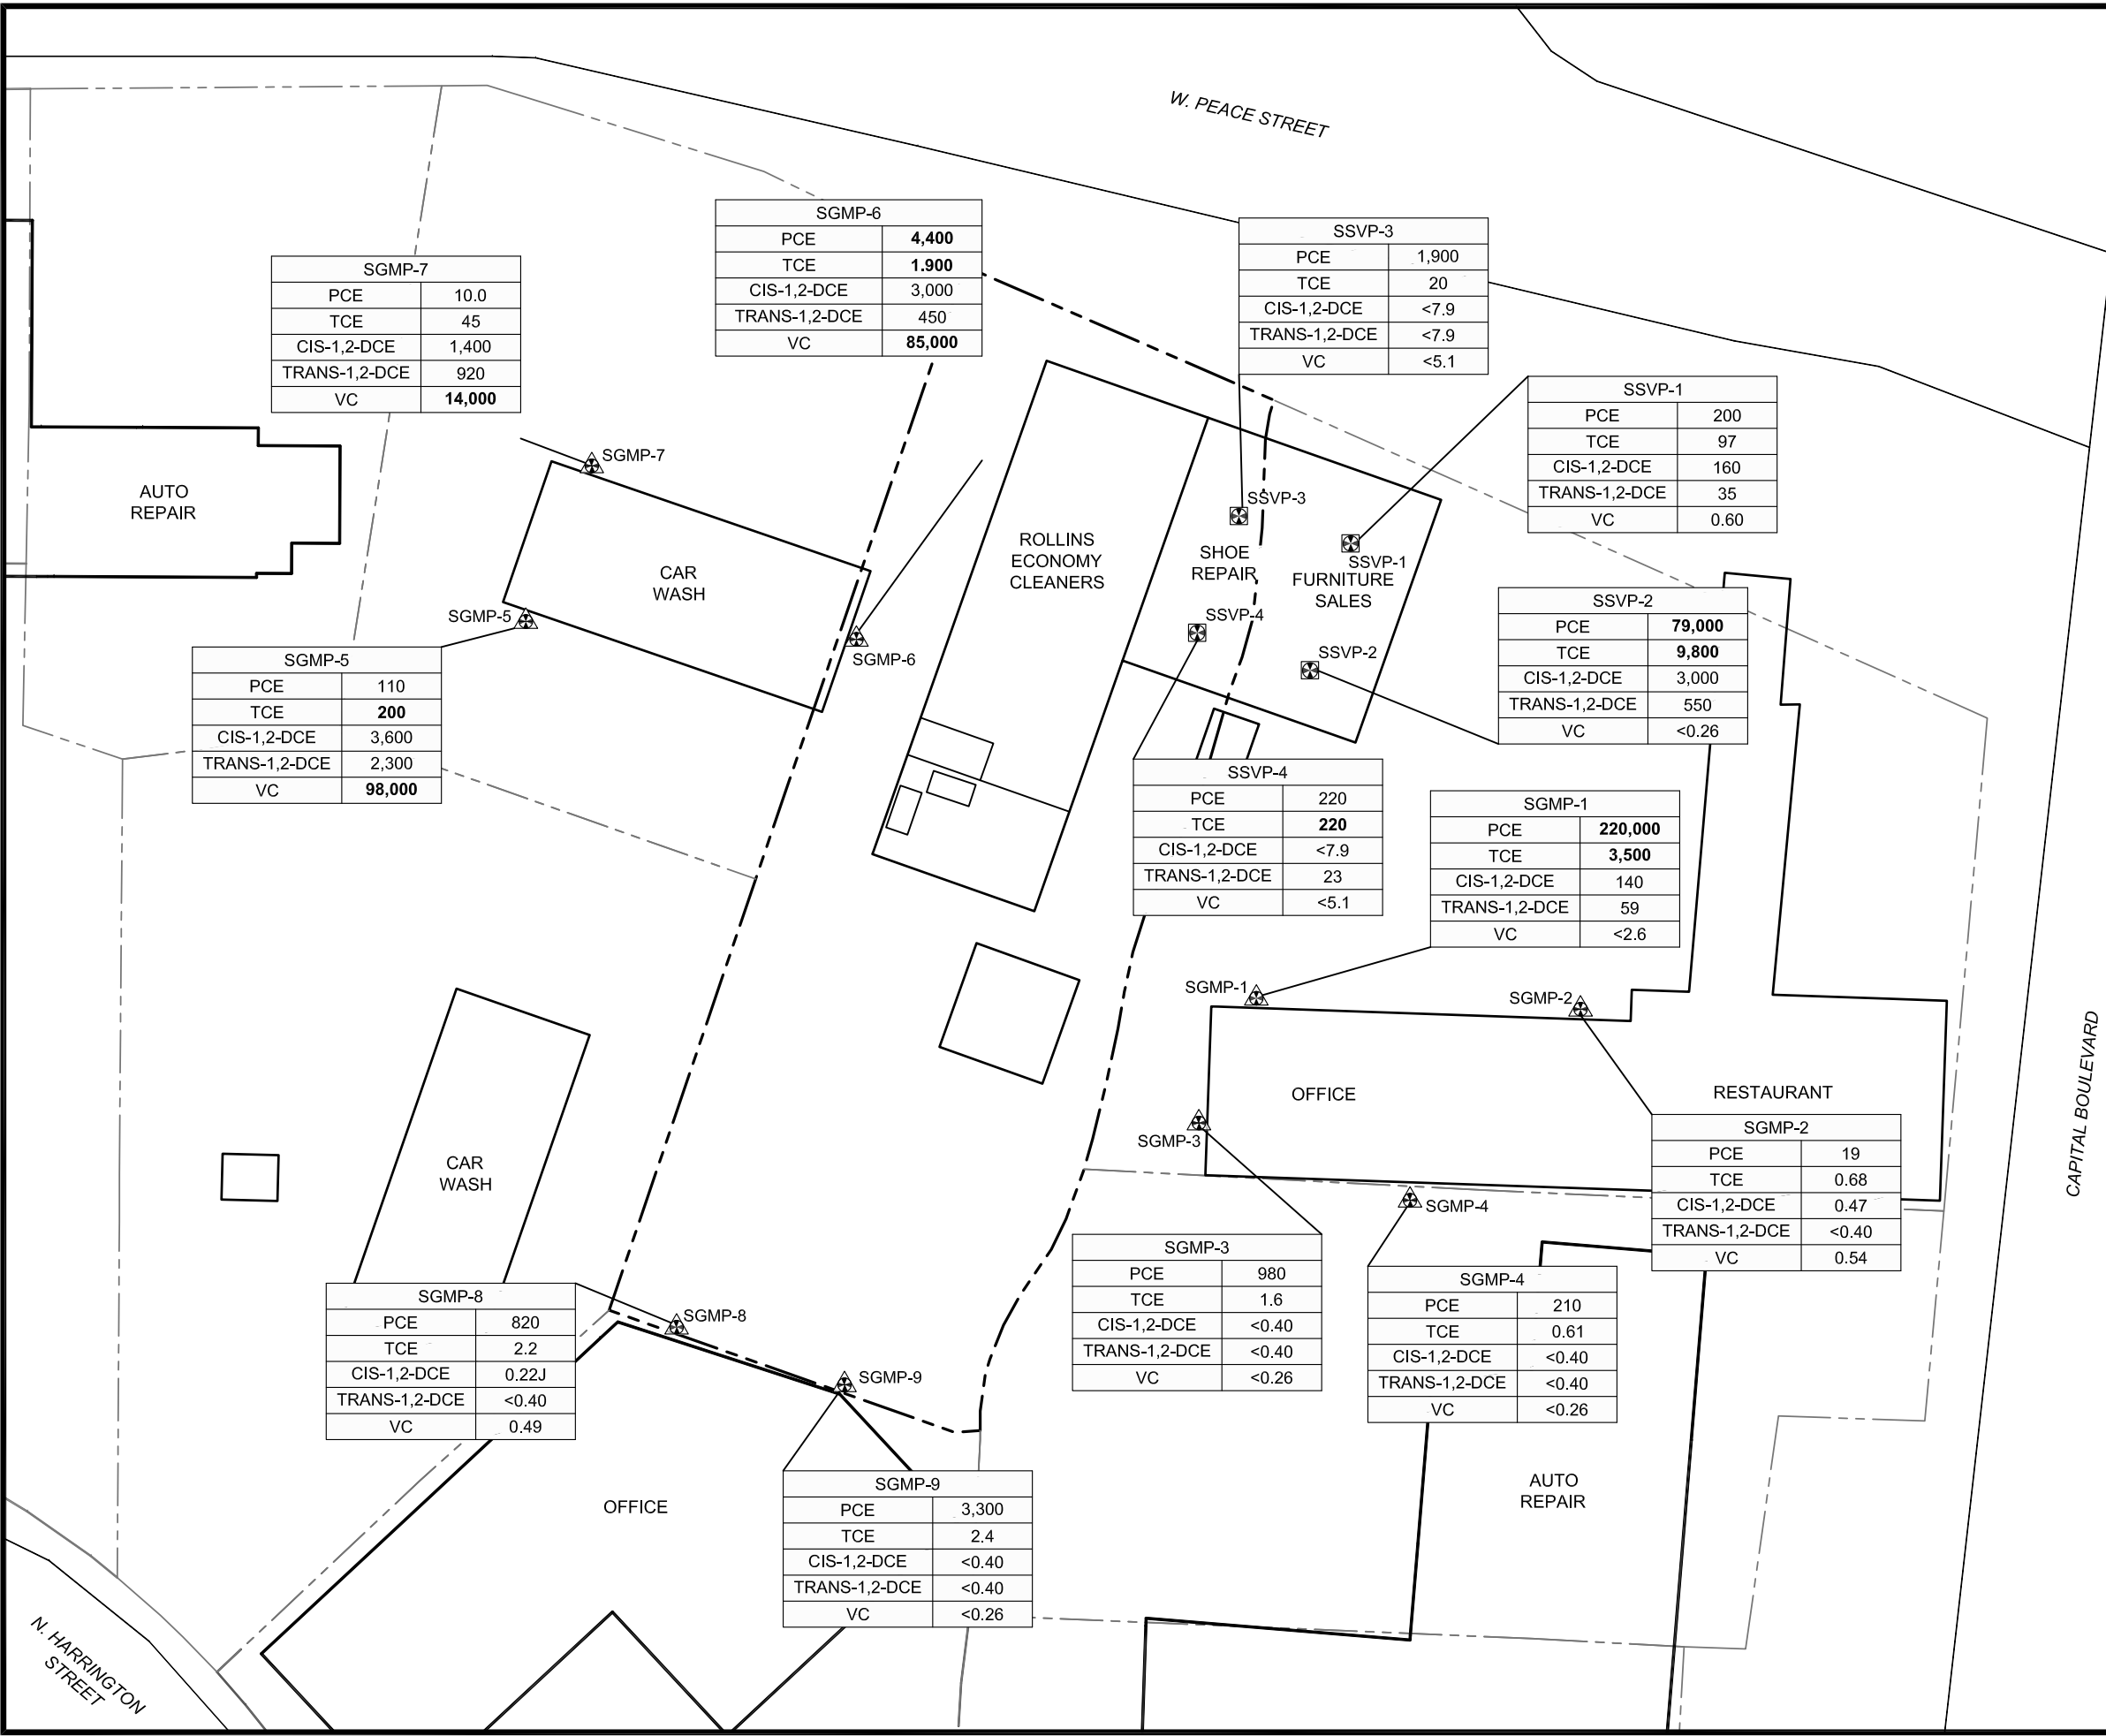 W. PEACE STREET
SGMP-6
PCE 4,400
TCE 1.900
CIS-1,2-DCE 3,000
TRANS-1,2-DCE 450
VC 85,000
SSVP-3
PCE 1,900
TCE 20
CIS-1,2-DCE <7.9
TRANS-1,2-DCE <7.9
VC <5.1
SGMP-7
PCE 10.0
TCE 45
CIS-1,2-DCE 1,400
TRANS-1,2-DCE 920
VC 14,000
SSVP-1
PCE 200
TCE 97
CIS-1,2-DCE 160
TRANS-1,2-DCE 35
VC 0.60
SGMP-7
AUTO
REPAIR
SSVP-3
ROLLINS
ECONOMY
CLEANERS
SHOE
REPAIR
SSVP-1
FURNITURE
SALES
CAR
WASH
SGMP-5
SSVP-4
SGMP-6
SSVP-2
SSVP-2
PCE 79,000
TCE 9,800
CIS-1,2-DCE 3,000
TRANS-1,2-DCE 550
VC <0.26
SGMP-5
PCE 110
TCE 200
CIS-1,2-DCE 3,600
TRANS-1,2-DCE 2,300
VC 98,000
SSVP-4
PCE 220
TCE 220
CIS-1,2-DCE <7.9
TRANS-1,2-DCE 23
VC <5.1
SGMP-1
PCE 220,000
TCE 3,500
CIS-1,2-DCE 140
TRANS-1,2-DCE 59
VC <2.6
SGMP-1
SGMP-2
OFFICE
RESTAURANT
CAPITAL BOULEVARD
SGMP-3
SGMP-2
PCE 19
TCE 0.68
CIS-1,2-DCE 0.47
TRANS-1,2-DCE <0.40
VC 0.54
CAR
WASH
SGMP-4
SGMP-3
PCE 980
TCE 1.6
CIS-1,2-DCE <0.40
TRANS-1,2-DCE <0.40
VC <0.26
SGMP-4
PCE 210
TCE 0.61
CIS-1,2-DCE <0.40
TRANS-1,2-DCE <0.40
VC <0.26
SGMP-8
PCE 820
TCE 2.2
CIS-1,2-DCE 0.22J
TRANS-1,2-DCE <0.40
VC 0.49
SGMP-8
SGMP-9
SGMP-9
PCE 3,300
TCE 2.4
CIS-1,2-DCE <0.40
TRANS-1,2-DCE <0.40
VC <0.26
OFFICE
AUTO
REPAIR
N. HARRINGTON
STREET